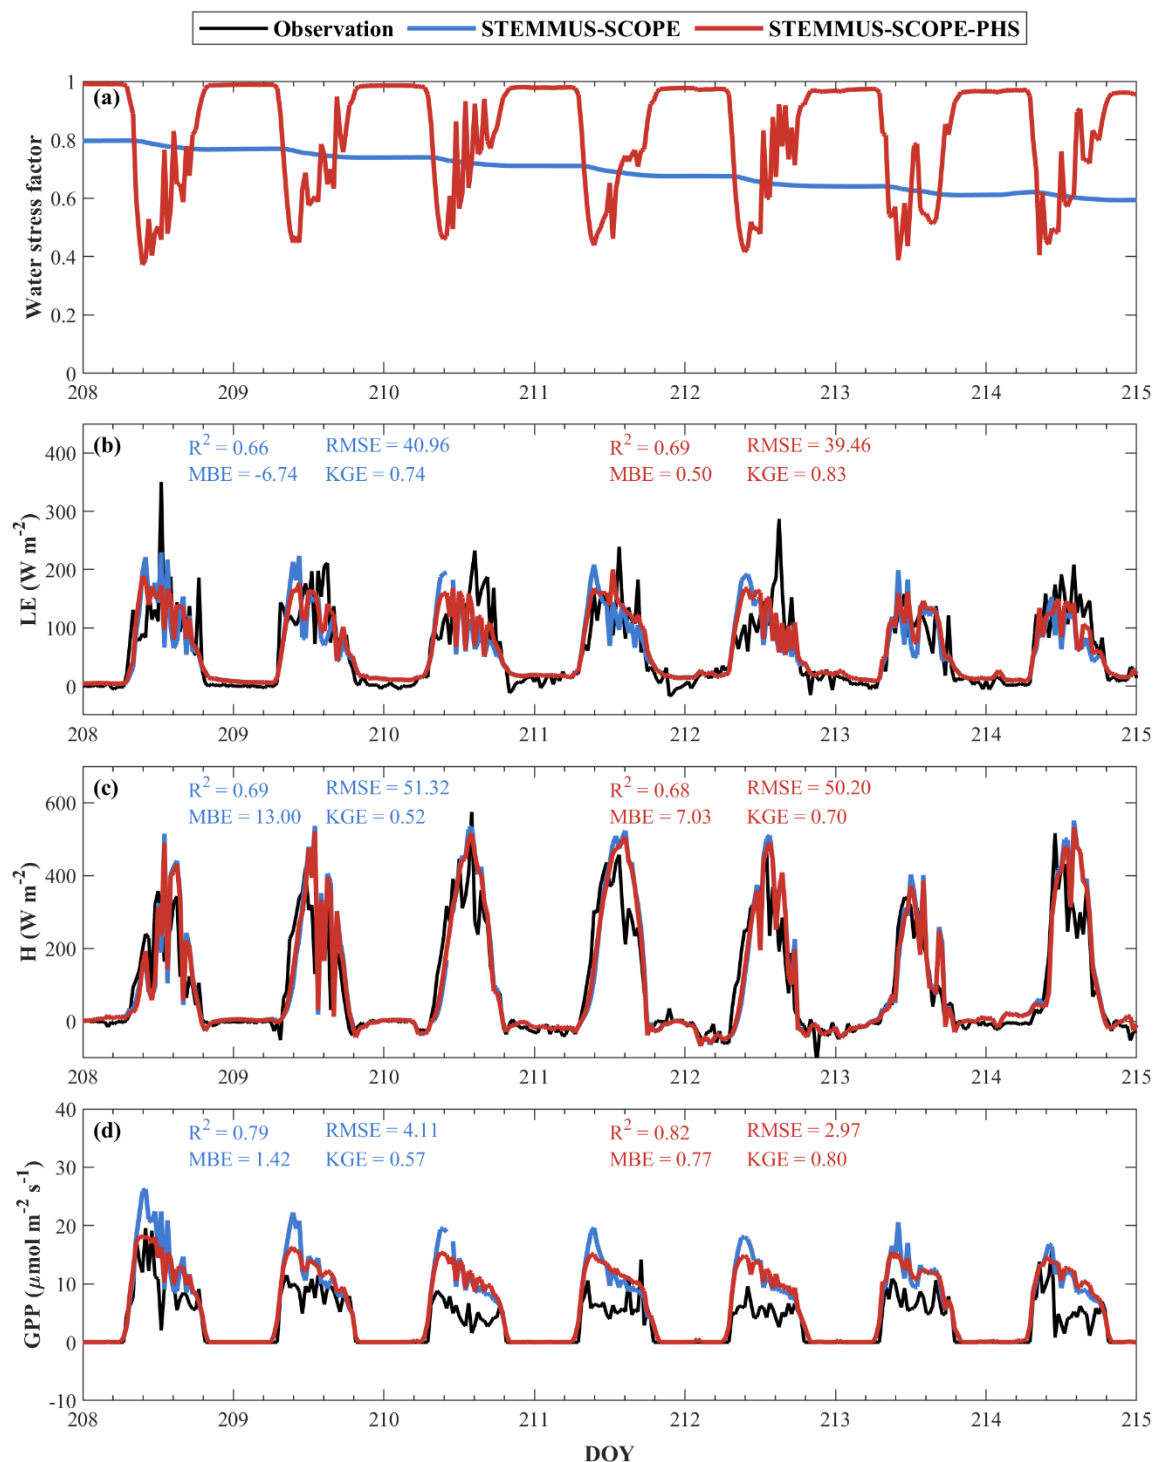 Observation STEMMUS-SCOPE STEMMUS-SCOPE-PHS
(a)
Water stress factor
1
0.8
0.6
0.4
0.2
0
208 209 210 211 212 213 214 215
(b)
R² = 0.66 RMSE = 40.96 R² = 0.69 RMSE = 39.46
MBE = -6.74 KGE = 0.74 MBE = 0.50 KGE = 0.83
LE (W m⁻²)
400
300
200
100
0
208 209 210 211 212 213 214 215
(c)
R² = 0.69 RMSE = 51.32 R² = 0.68 RMSE = 50.20
MBE = 13.00 KGE = 0.52 MBE = 7.03 KGE = 0.70
H (W m⁻²)
600
400
200
0
208 209 210 211 212 213 214 215
(d)
R² = 0.79 RMSE = 4.11 R² = 0.82 RMSE = 2.97
MBE = 1.42 KGE = 0.57 MBE = 0.77 KGE = 0.80
GPP (μmol m⁻² s⁻¹)
40
30
20
10
0
-10
208 209 210 211 212 213 214 215
DOY